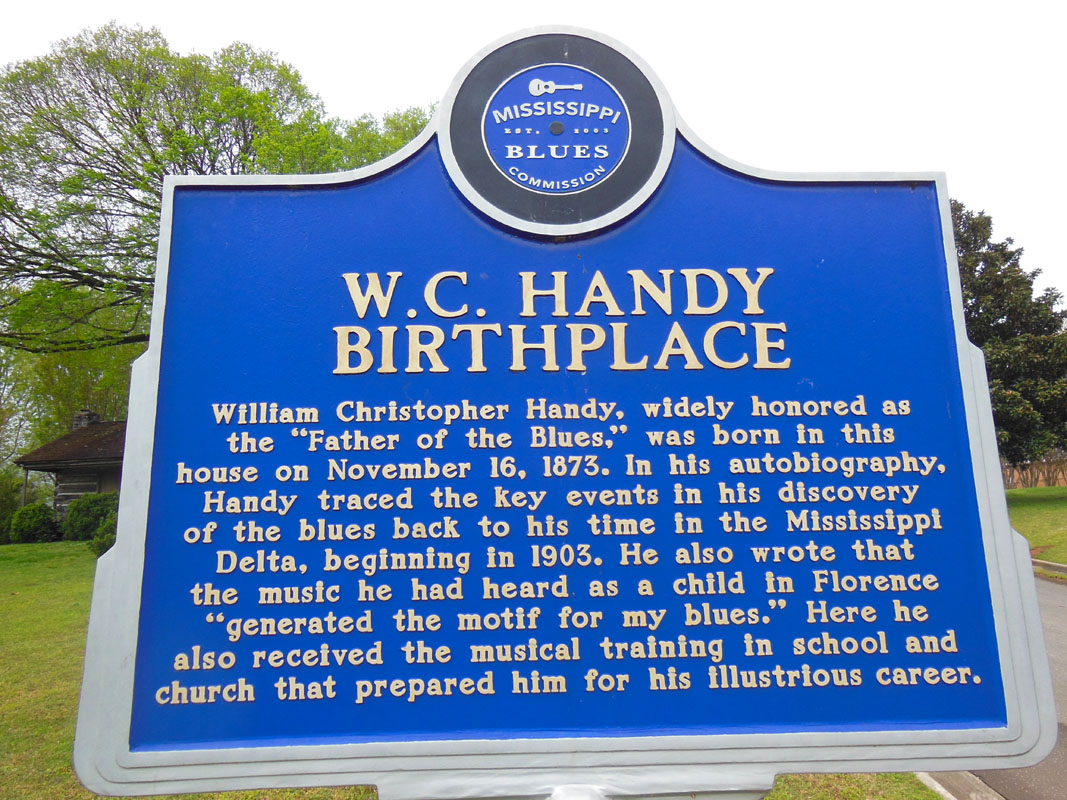 MISSISSIPPI
EST. 2003
BLUES
COMMISSION
W.C. HANDY
BIRTHPLACE
William Christopher Handy, widely honored as
the “Father of the Blues,” was born in this
house on November 16, 1873. In his autobiography,
Handy traced the key events in his discovery
of the blues back to his time in the Mississippi
Delta, beginning in 1903. He also wrote that
the music he had heard as a child in Florence
“generated the motif for my blues.” Here he
also received the musical training in school and
church that prepared him for his illustrious career.